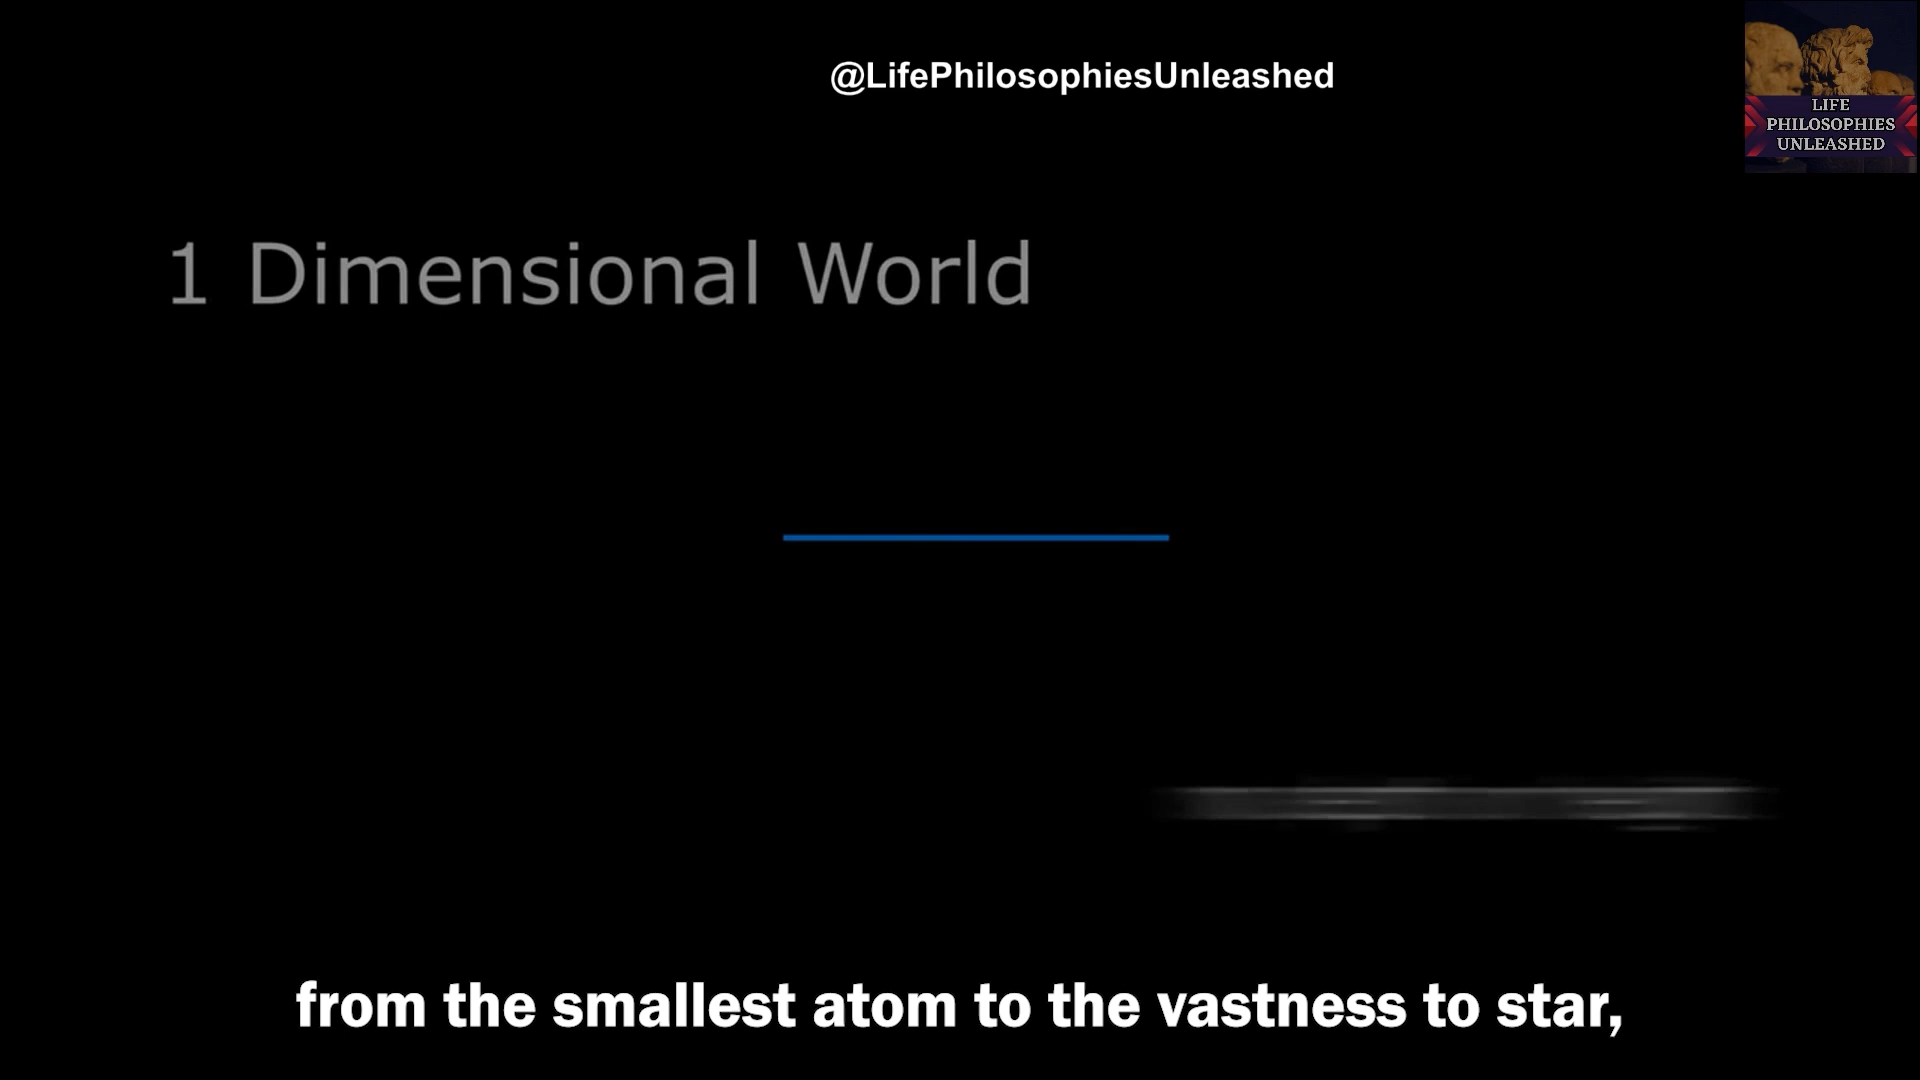 @LifePhilosophiesUnleashed
LIFE
PHILOSOPHIES
UNLEASHED
1 Dimensional World
from the smallest atom to the vastness to star,